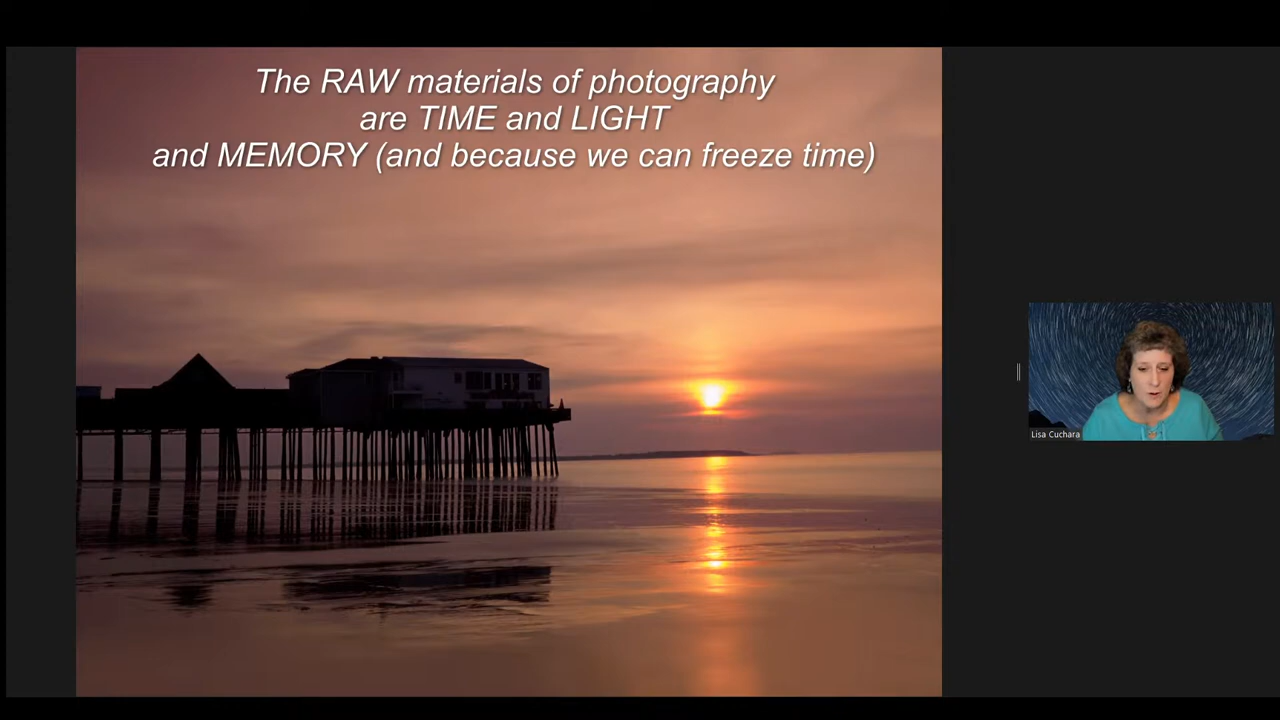 The RAW materials of photography
are TIME and LIGHT
and MEMORY (and because we can freeze time)
Lisa Cuchara